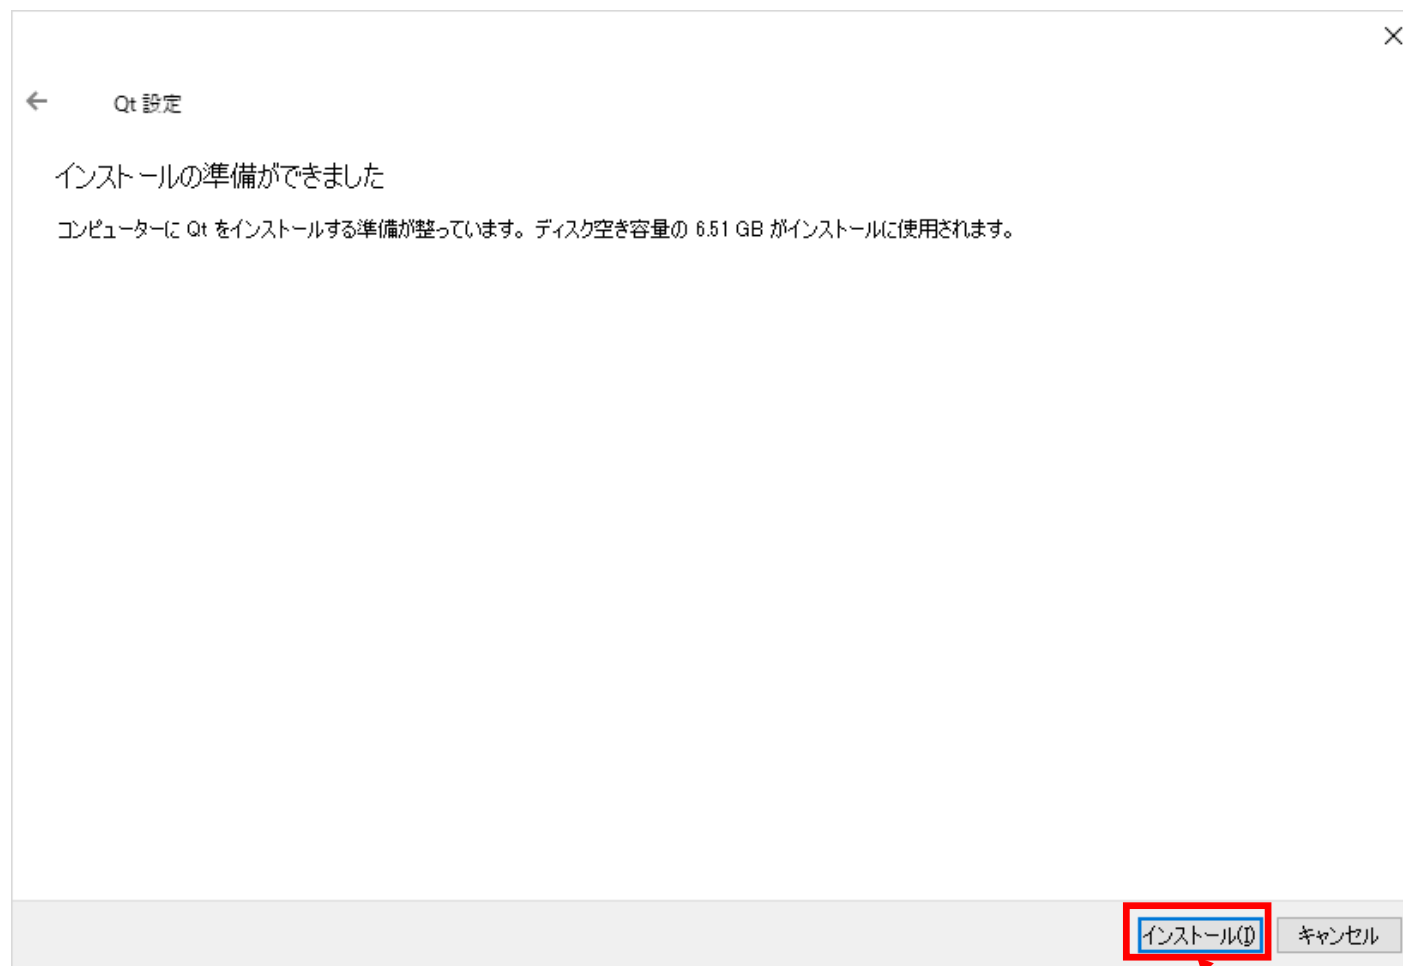 Qt 設定
インストールの準備ができました
コンピューターに Qt をインストールする準備が整っています。ディスク空き容量の 6.51 GB がインストールに使用されます。
インストール(I)
キャンセル